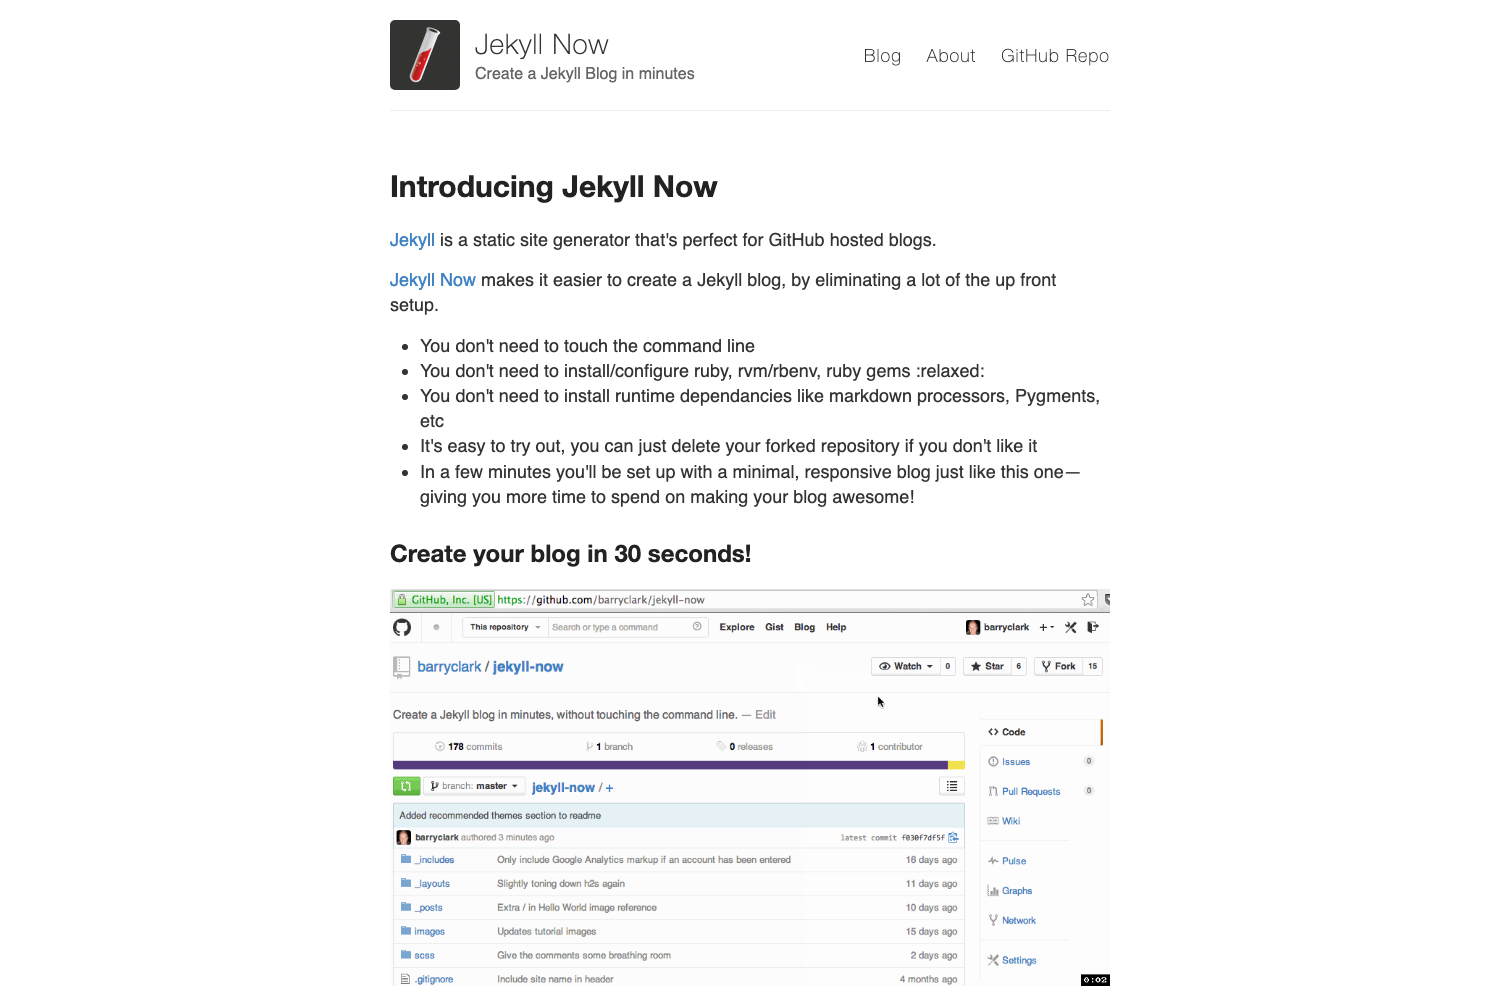 Jekyll Now
Create a Jekyll Blog in minutes
Blog About GitHub Repo
Introducing Jekyll Now
Jekyll is a static site generator that's perfect for GitHub hosted blogs.
Jekyll Now makes it easier to create a Jekyll blog, by eliminating a lot of the up front
setup.
You don't need to touch the command line
You don't need to install/configure ruby, rvm/rbenv, ruby gems :relaxed:
You don't need to install runtime dependancies like markdown processors, Pygments,
etc
It's easy to try out, you can just delete your forked repository if you don't like it
In a few minutes you'll be set up with a minimal, responsive blog just like this one—
giving you more time to spend on making your blog awesome!
Create your blog in 30 seconds!
GitHub, Inc. [US] https://github.com/barryclark/jekyll-now
This repository Search or type a command Explore Gist Blog Help barryclark
barryclark / jekyll-now Watch 0 Star 6 Fork 15
Create a Jekyll blog in minutes, without touching the command line. — Edit
178 commits 1 branch 0 releases 1 contributor
branch: master jekyll-now / +
Added recommended themes section to readme
barryclark authored 3 minutes ago latest commit f030f7df5f
_includes Only include Google Analytics markup if an account has been entered 16 days ago
_layouts Slightly toning down h2s again 11 days ago
_posts Extra / in Hello World image reference 10 days ago
images Updates tutorial images 15 days ago
scss Give the comments some breathing room 2 days ago
.gitignore Include site name in header 4 months ago
Code
Issues 0
Pull Requests 0
Wiki
Pulse
Graphs
Network
Settings
0:02